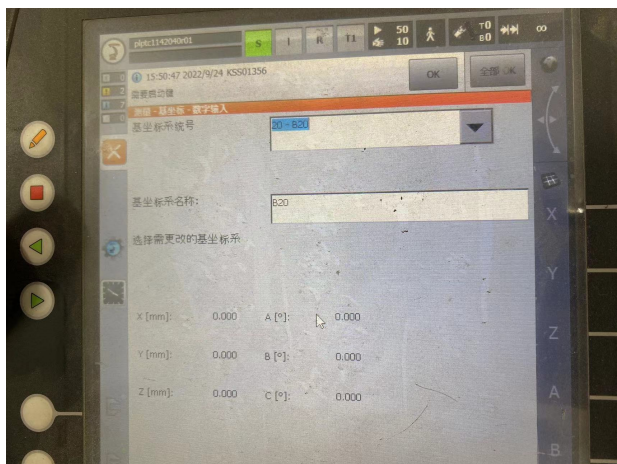 plptc1142040r01
S I R T1 50 10 T0 B0 ∞
15:50:47 2022/9/24 KSS01356
需要启动键
OK 全部 OK
测量 - 基坐标 - 数字输入
基坐标系统号
20 - B20
基坐标系名称:
B20
选择需更改的基坐标系
X [mm]: 0.000 A [°]: 0.000
Y [mm]: 0.000 B [°]: 0.000
Z [mm]: 0.000 C [°]: 0.000
X
Y
Z
A
B